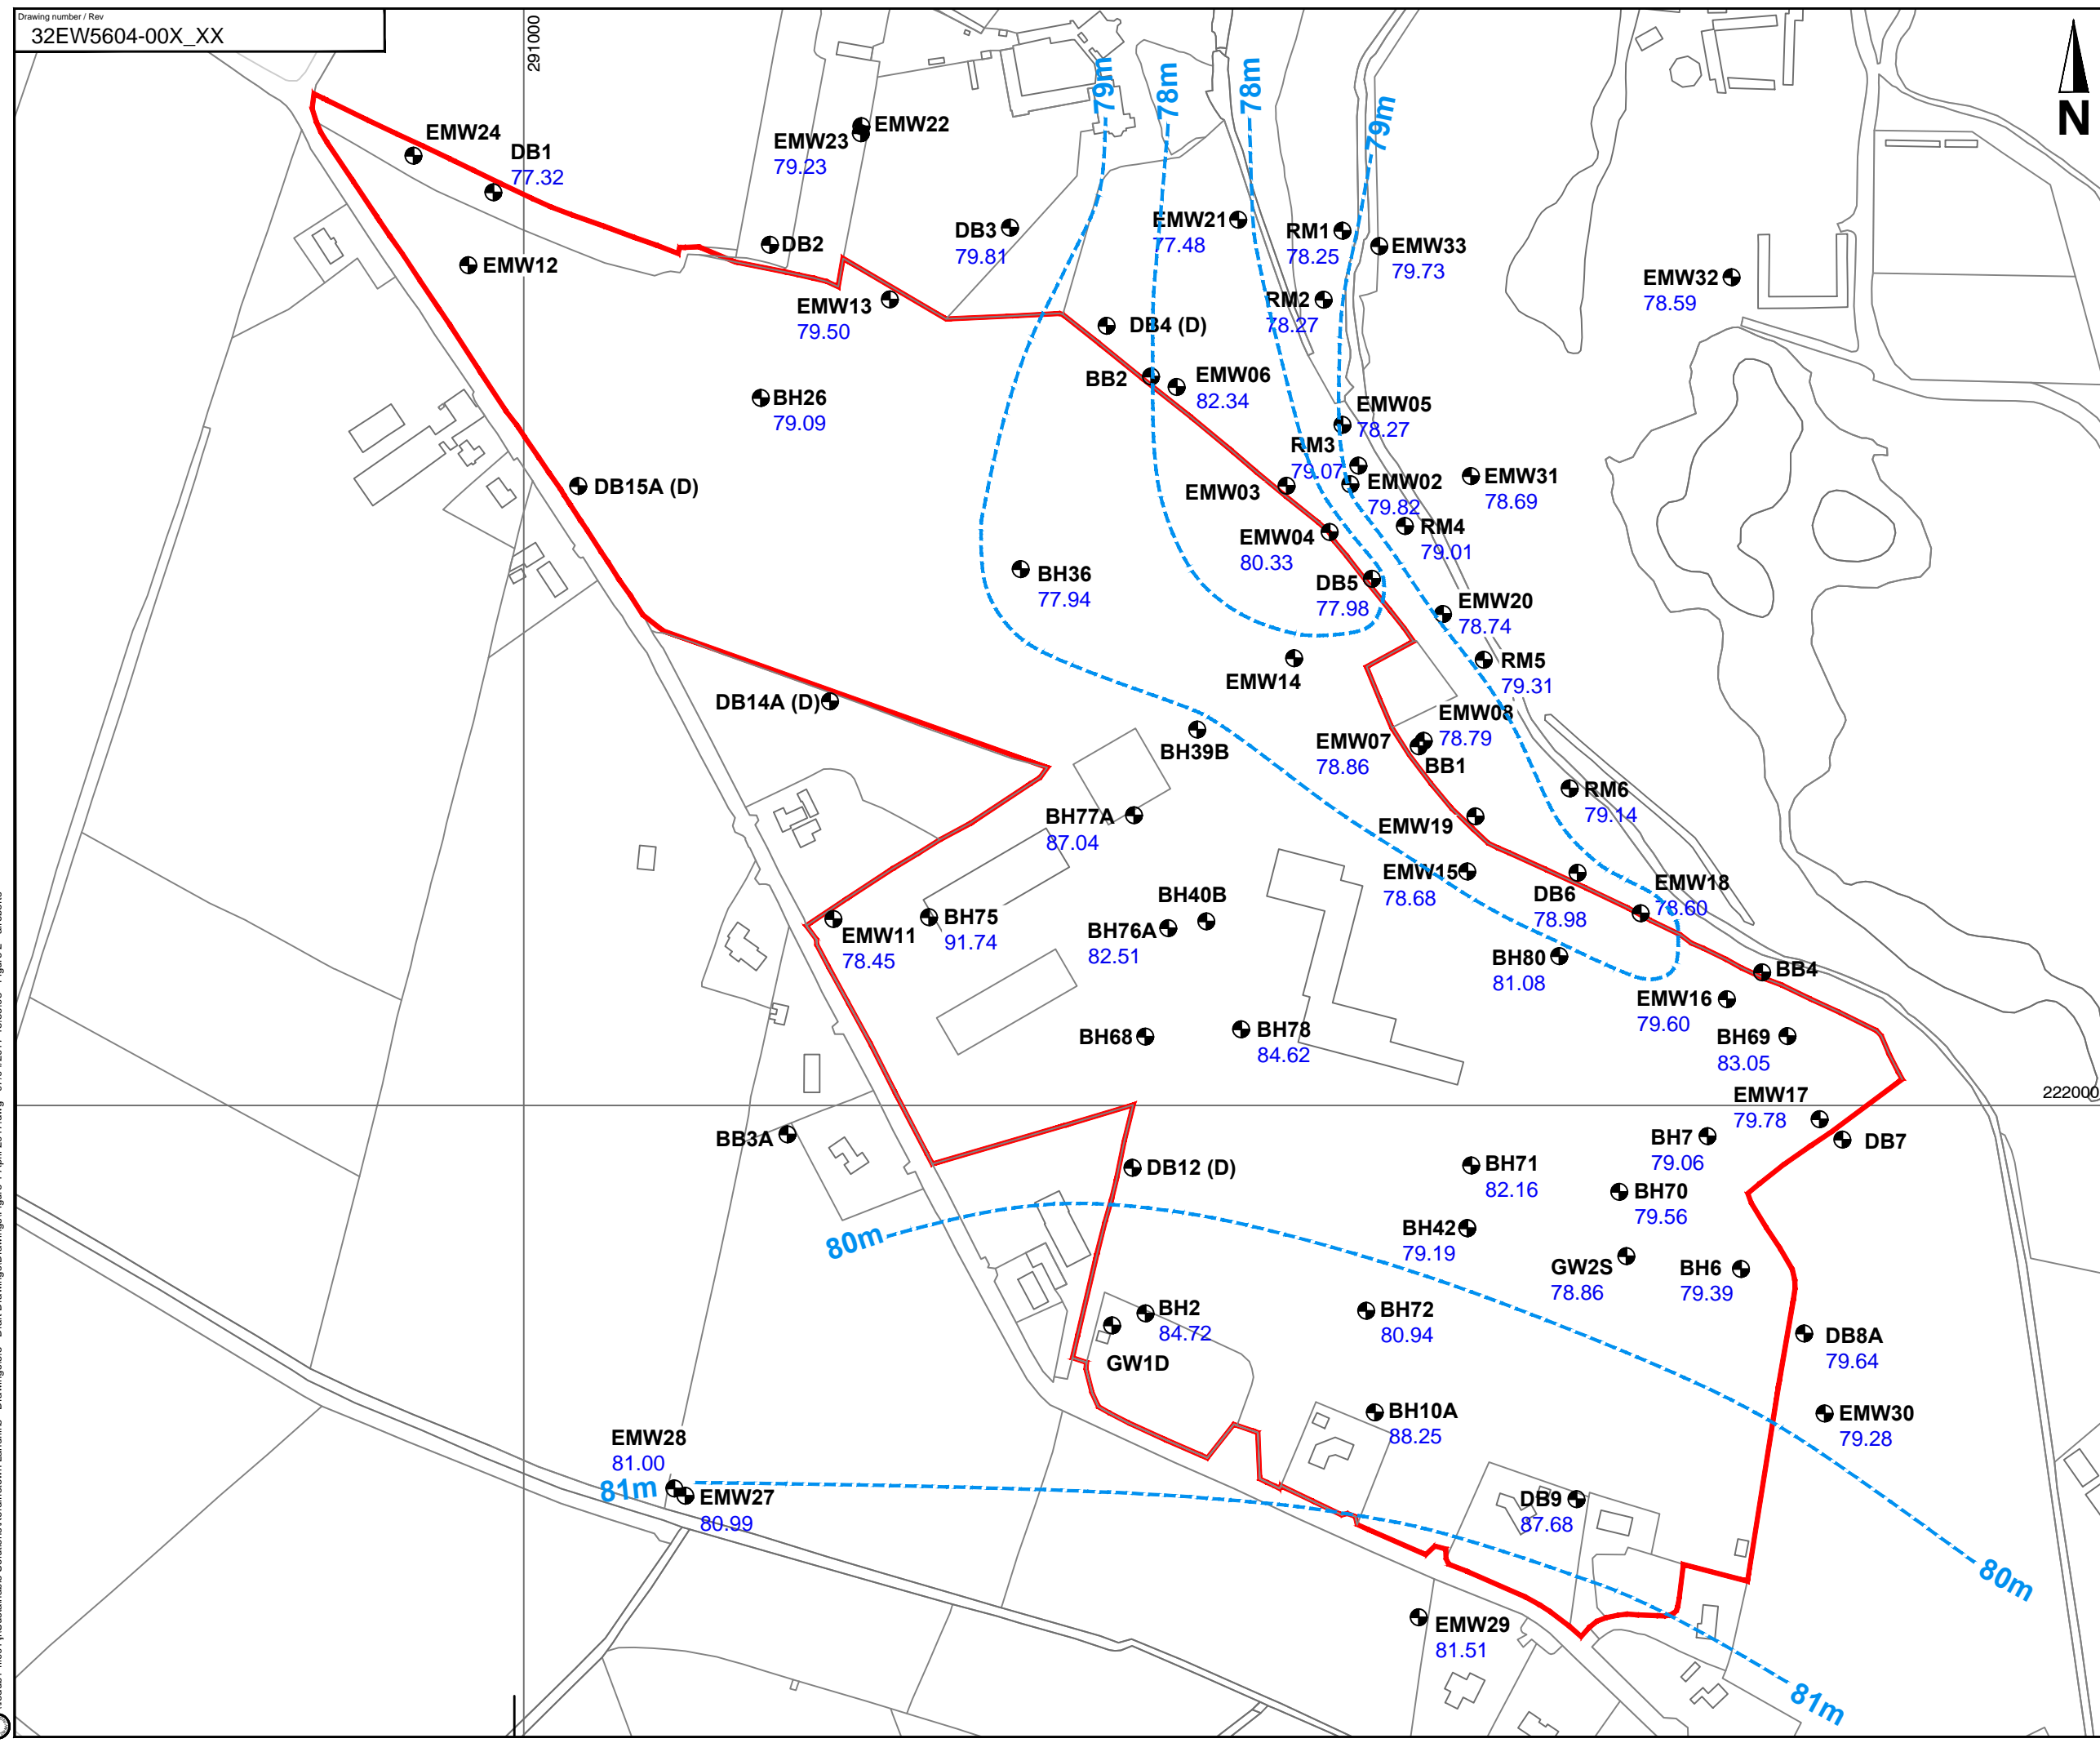 Drawing number / Rev
32EW5604-00X_XX
291000
N
79m
78m
78m
79m
EMW24
DB1
77.32
EMW22
EMW23
79.23
DB2
EMW12
DB3
79.81
EMW21
77.48
RM1
78.25
EMW33
79.73
EMW32
78.59
EMW13
79.50
RM2
78.27
DB4 (D)
BB2
EMW06
82.34
BH26
79.09
EMW05
78.27
RM3
79.07
EMW02
79.82
EMW31
78.69
DB15A (D)
EMW03
RM4
79.01
EMW04
80.33
BH36
77.94
DB5
77.98
EMW20
78.74
RM5
79.31
EMW14
DB14A (D)
EMW08
78.79
EMW07
78.86
BB1
BH39B
RM6
79.14
BH77A
87.04
EMW19
EMW15
78.68
DB6
78.98
EMW18
78.60
BH40B
BH75
91.74
BH76A
82.51
EMW11
78.45
BH80
81.08
BB4
EMW16
79.60
BH68
BH78
84.62
BH69
83.05
222000
EMW17
79.78
BB3A
BH7
79.06
DB7
DB12 (D)
BH71
82.16
BH70
79.56
80m
BH42
79.19
GW2S
78.86
BH6
79.39
BH2
84.72
GW1D
BH72
80.94
DB8A
79.64
BH10A
88.25
EMW30
79.28
EMW28
81.00
81m
EMW27
80.99
DB9
87.68
80m
EMW29
81.51
81m